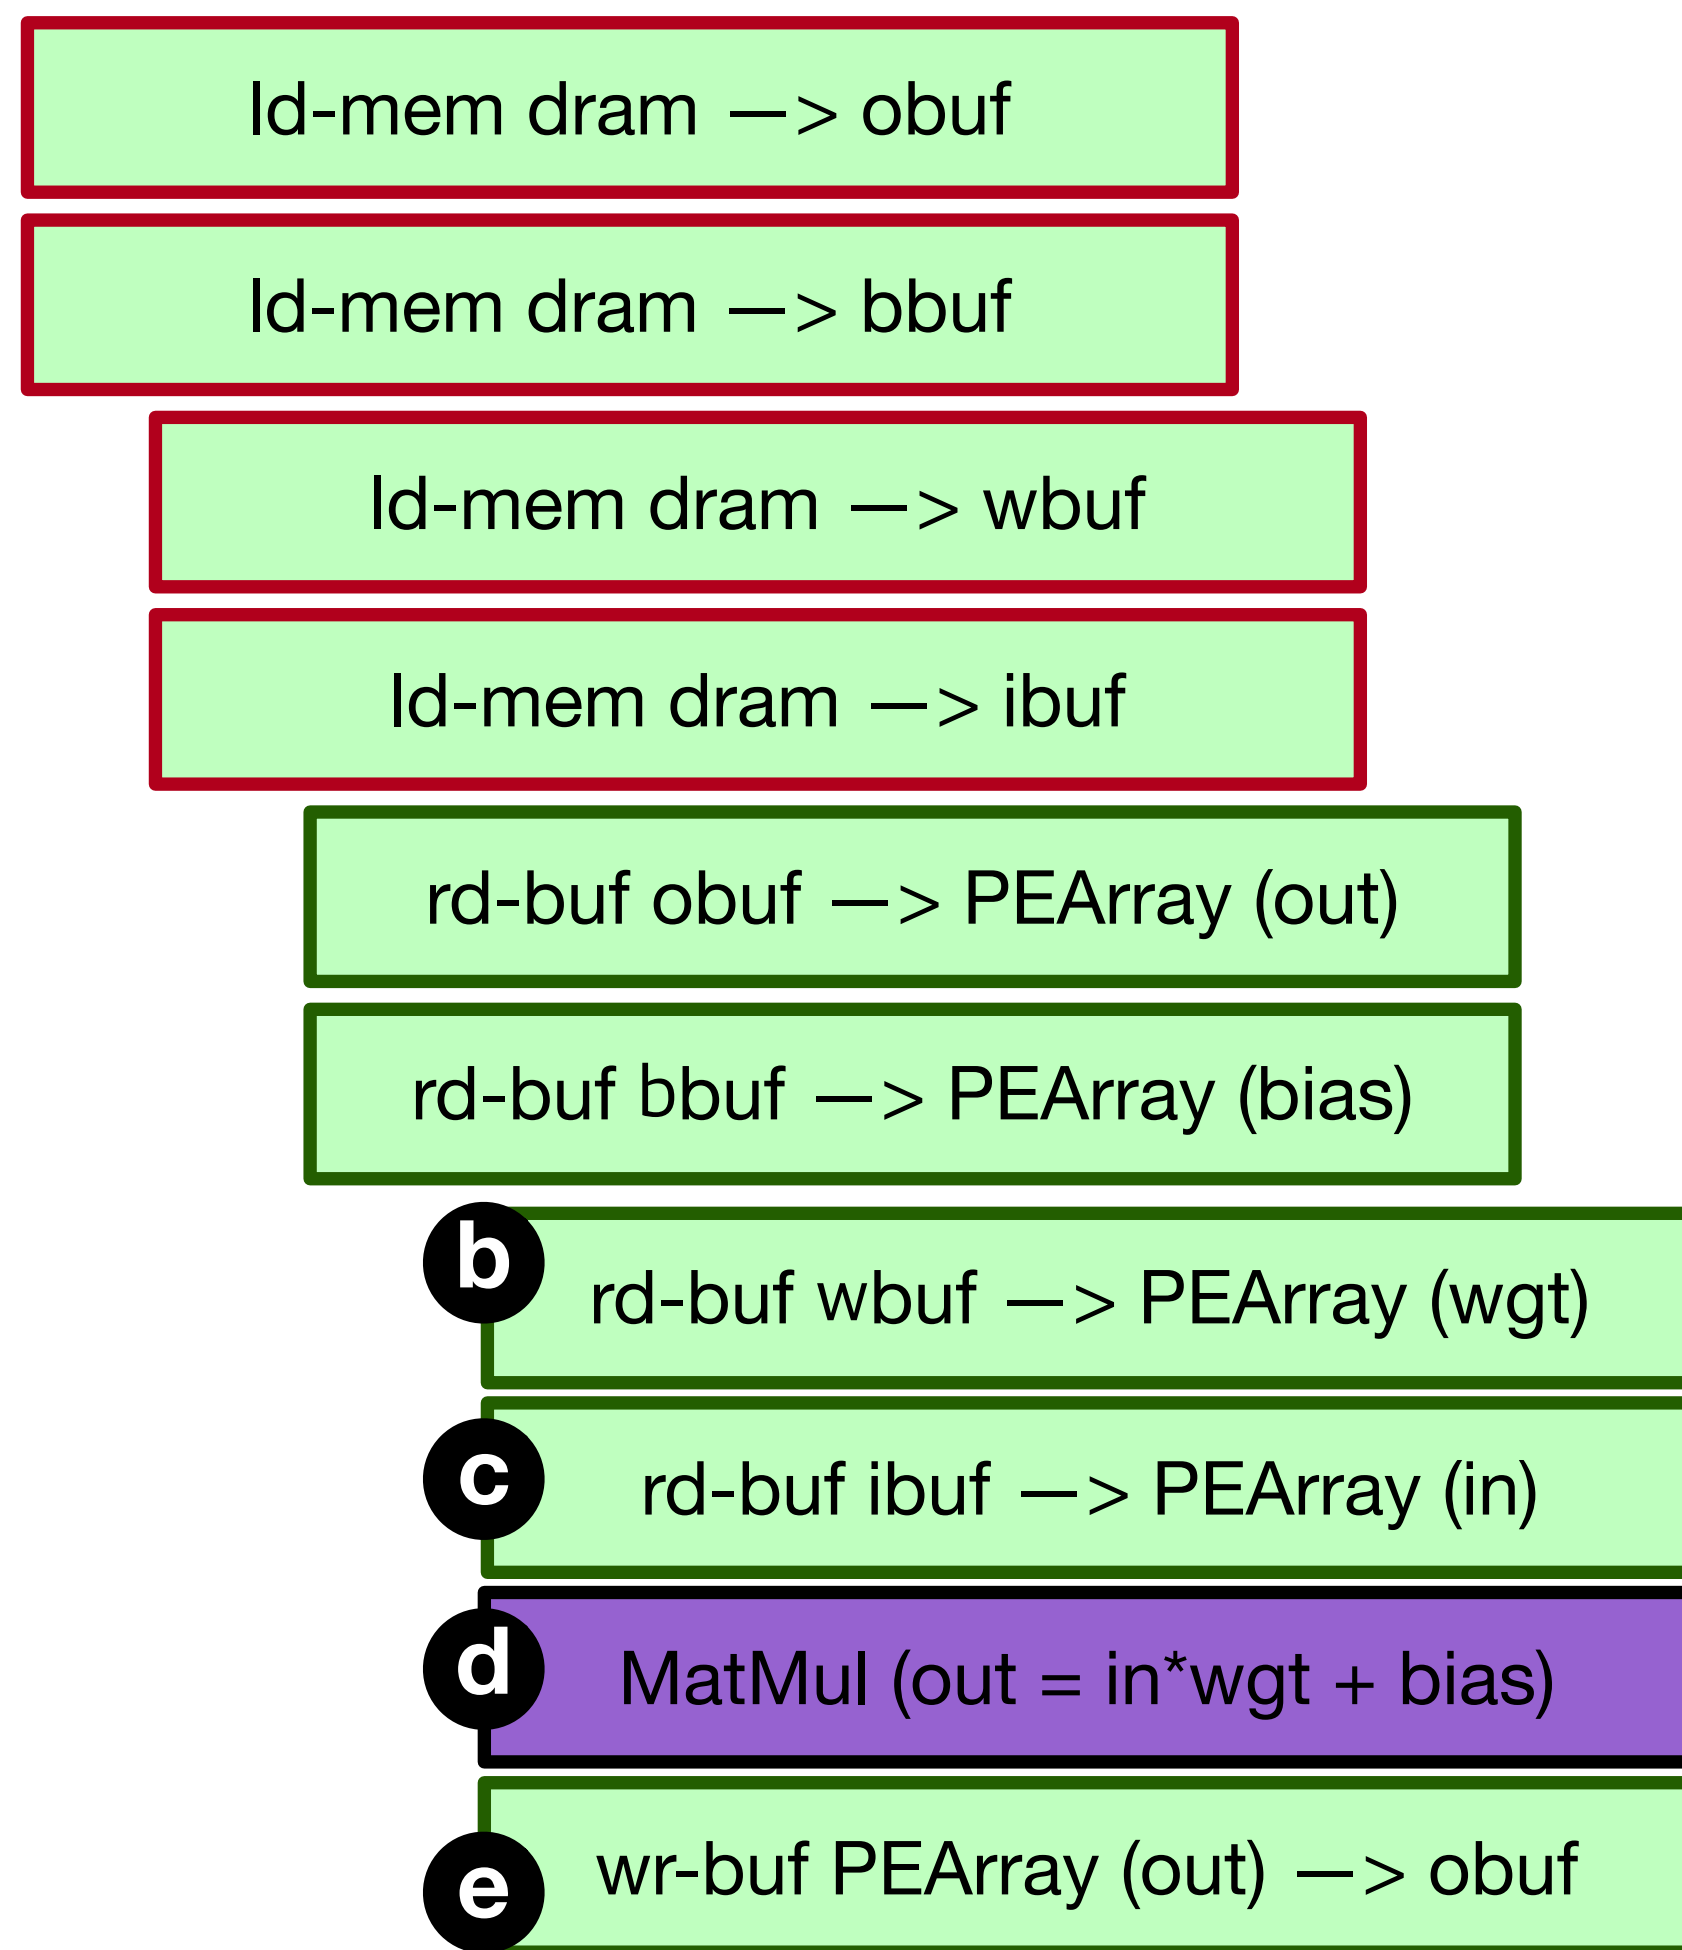 ld-mem dram —> obuf
ld-mem dram —> bbuf
ld-mem dram —> wbuf
ld-mem dram —> ibuf
rd-buf obuf —> PEArray (out)
rd-buf bbuf —> PEArray (bias)
b rd-buf wbuf —> PEArray (wgt)
c rd-buf ibuf —> PEArray (in)
d MatMul (out = in*wgt + bias)
e wr-buf PEArray (out) —> obuf